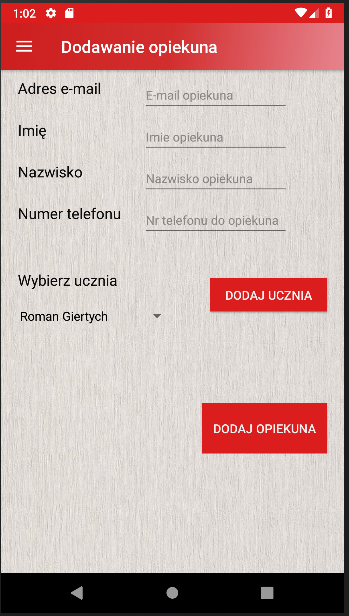 1:02
Dodawanie opiekuna
Adres e-mail
E-mail opiekuna
Imię
Imie opiekuna
Nazwisko
Nazwisko opiekuna
Numer telefonu
Nr telefonu do opiekuna
Wybierz ucznia
DODAJ UCZNIA
Roman Giertych
DODAJ OPIEKUNA